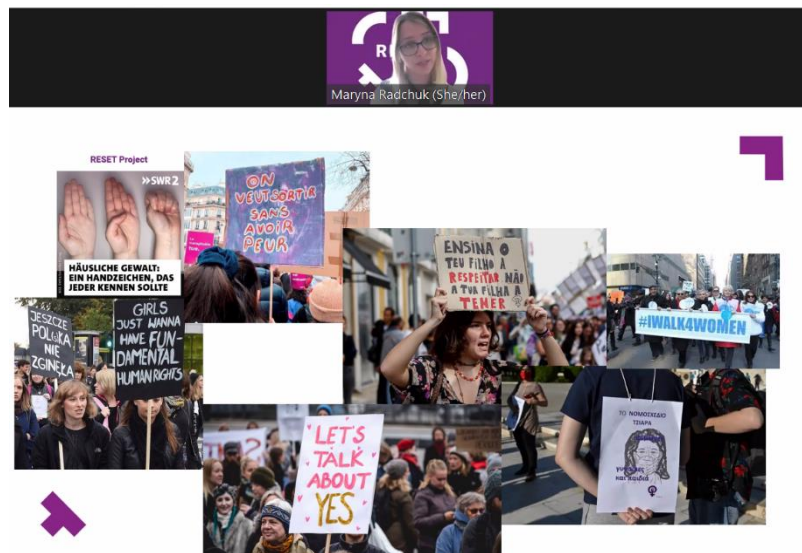 RE
Maryna Radchuk (She/her)
RESET Project
»SWR2
HÄUSLICHE GEWALT:
EIN HANDZEICHEN, DAS
JEDER KENNEN SOLLTE
ON
VEUT SORTIR
SANS
AVOIR
PEUR
ENSINA O
TEU FILHO A
RESPEITAR NÃO
A TUA FILHA A
TEMER
#IWALK4WOMEN
JESZCZE
POLSKA
NIE
ZGINĘŁA
GIRLS
JUST WANNA
HAVE FUN-
DAMENTAL
HUMAN RIGHTS
LET'S
TALK
ABOUT
YES
ΤΟ ΝΟΜΟΣΧΕΔΙΟ
ΤΣΙΑΡΑ